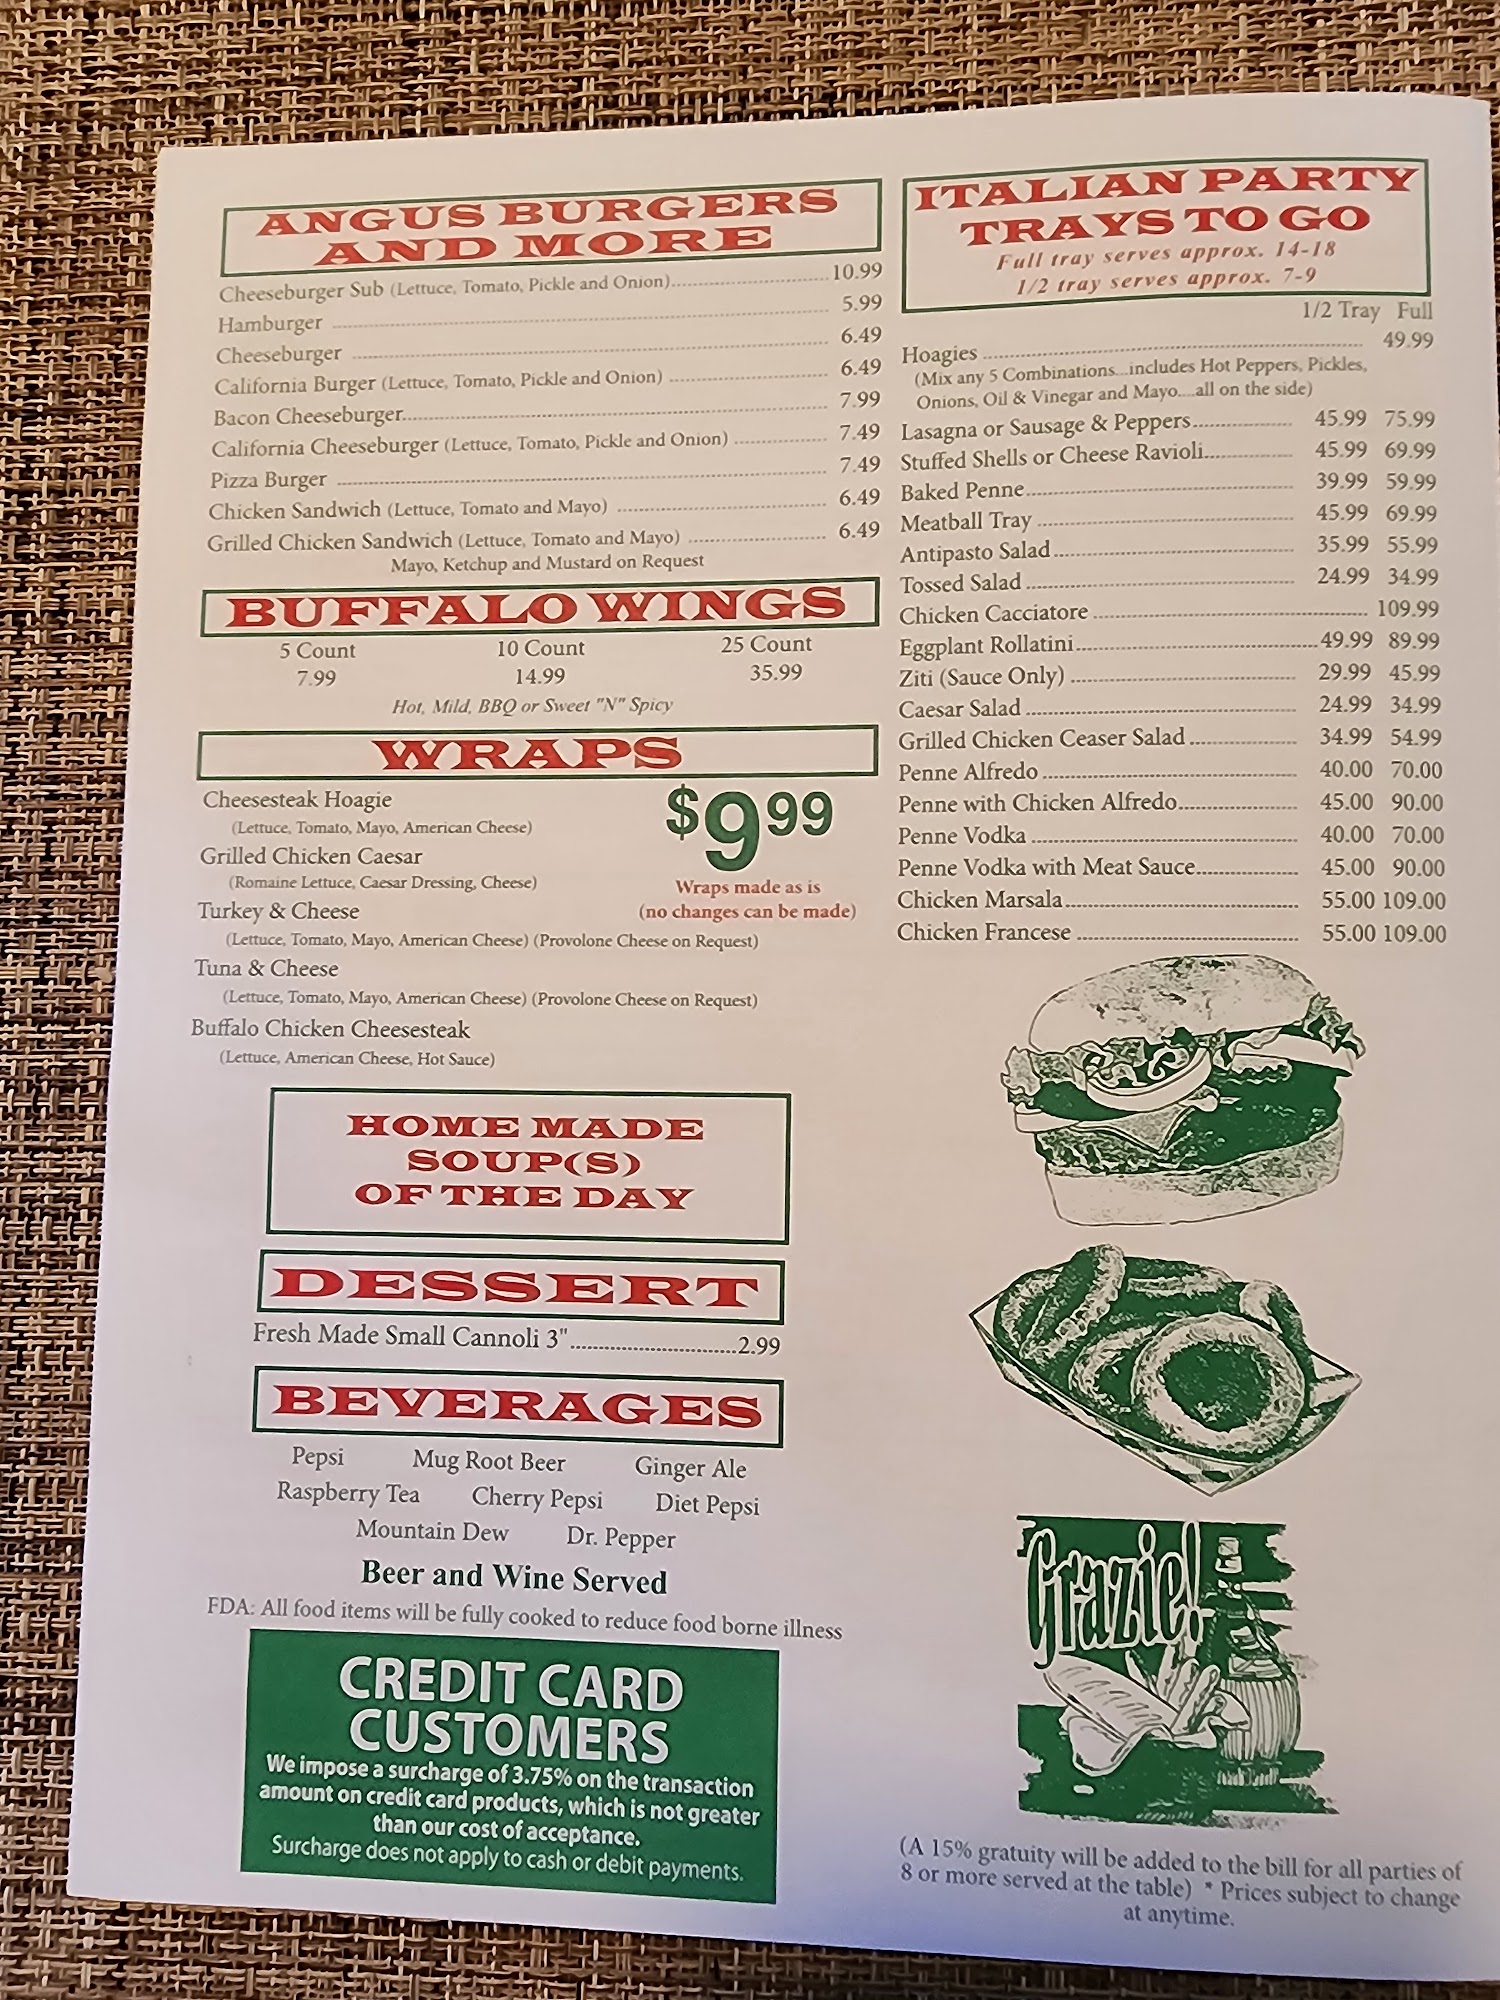 ANGUS BURGERS
AND MORE
Cheeseburger Sub (Lettuce, Tomato, Pickle and Onion) 10.99
Hamburger 5.99
Cheeseburger 6.49
California Burger (Lettuce, Tomato, Pickle and Onion) 6.49
Bacon Cheeseburger 7.99
California Cheeseburger (Lettuce, Tomato, Pickle and Onion) 7.49
Pizza Burger 7.49
Chicken Sandwich (Lettuce, Tomato and Mayo) 6.49
Grilled Chicken Sandwich (Lettuce, Tomato and Mayo) 6.49
Mayo, Ketchup and Mustard on Request
BUFFALO WINGS
5 Count 10 Count 25 Count
7.99 14.99 35.99
Hot, Mild, BBQ or Sweet "N" Spicy
WRAPS
$9.99
Wraps made as is
(no changes can be made)
Cheesesteak Hoagie
(Lettuce, Tomato, Mayo, American Cheese)
Grilled Chicken Caesar
(Romaine Lettuce, Caesar Dressing, Cheese)
Turkey & Cheese
(Lettuce, Tomato, Mayo, American Cheese) (Provolone Cheese on Request)
Tuna & Cheese
(Lettuce, Tomato, Mayo, American Cheese) (Provolone Cheese on Request)
Buffalo Chicken Cheesesteak
(Lettuce, American Cheese, Hot Sauce)
HOME MADE
SOUP(S)
OF THE DAY
DESSERT
Fresh Made Small Cannoli 3" 2.99
BEVERAGES
Pepsi Mug Root Beer Ginger Ale
Raspberry Tea Cherry Pepsi Diet Pepsi
Mountain Dew Dr. Pepper
Beer and Wine Served
FDA: All food items will be fully cooked to reduce food borne illness
CREDIT CARD
CUSTOMERS
We impose a surcharge of 3.75% on the transaction
amount on credit card products, which is not greater
than our cost of acceptance.
Surcharge does not apply to cash or debit payments.
ITALIAN PARTY
TRAYS TO GO
Full tray serves approx. 14-18
1/2 tray serves approx. 7-9
1/2 Tray Full
Hoagies 49.99
(Mix any 5 Combinations...includes Hot Peppers, Pickles,
Onions, Oil & Vinegar and Mayo....all on the side)
Lasagna or Sausage & Peppers 45.99 75.99
Stuffed Shells or Cheese Ravioli 45.99 69.99
Baked Penne 39.99 59.99
Meatball Tray 45.99 69.99
Antipasto Salad 35.99 55.99
Tossed Salad 24.99 34.99
Chicken Cacciatore 109.99
Eggplant Rollatini 49.99 89.99
Ziti (Sauce Only) 29.99 45.99
Caesar Salad 24.99 34.99
Grilled Chicken Ceaser Salad 34.99 54.99
Penne Alfredo 40.00 70.00
Penne with Chicken Alfredo 45.00 90.00
Penne Vodka 40.00 70.00
Penne Vodka with Meat Sauce 45.00 90.00
Chicken Marsala 55.00 109.00
Chicken Francese 55.00 109.00
Grazie!
(A 15% gratuity will be added to the bill for all parties of
8 or more served at the table) * Prices subject to change
at anytime.